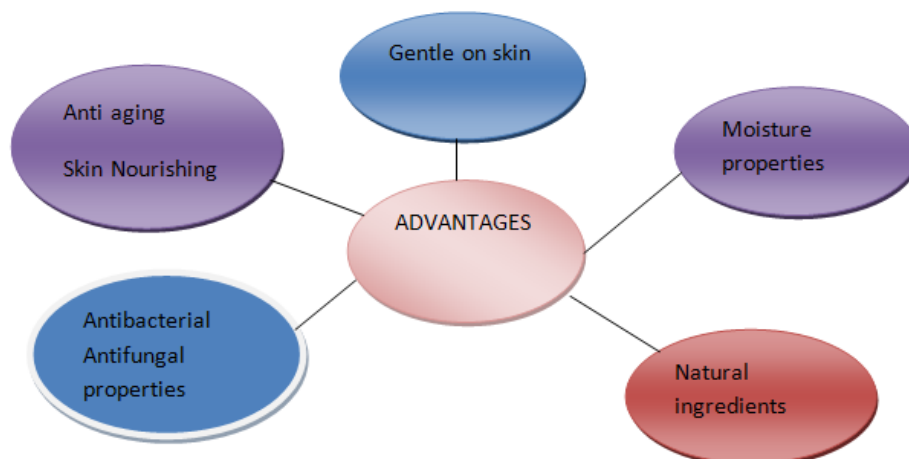 Gentle on skin
Anti aging
Skin Nourishing
Moisture
properties
ADVANTAGES
Antibacterial
Antifungal
properties
Natural
ingredients